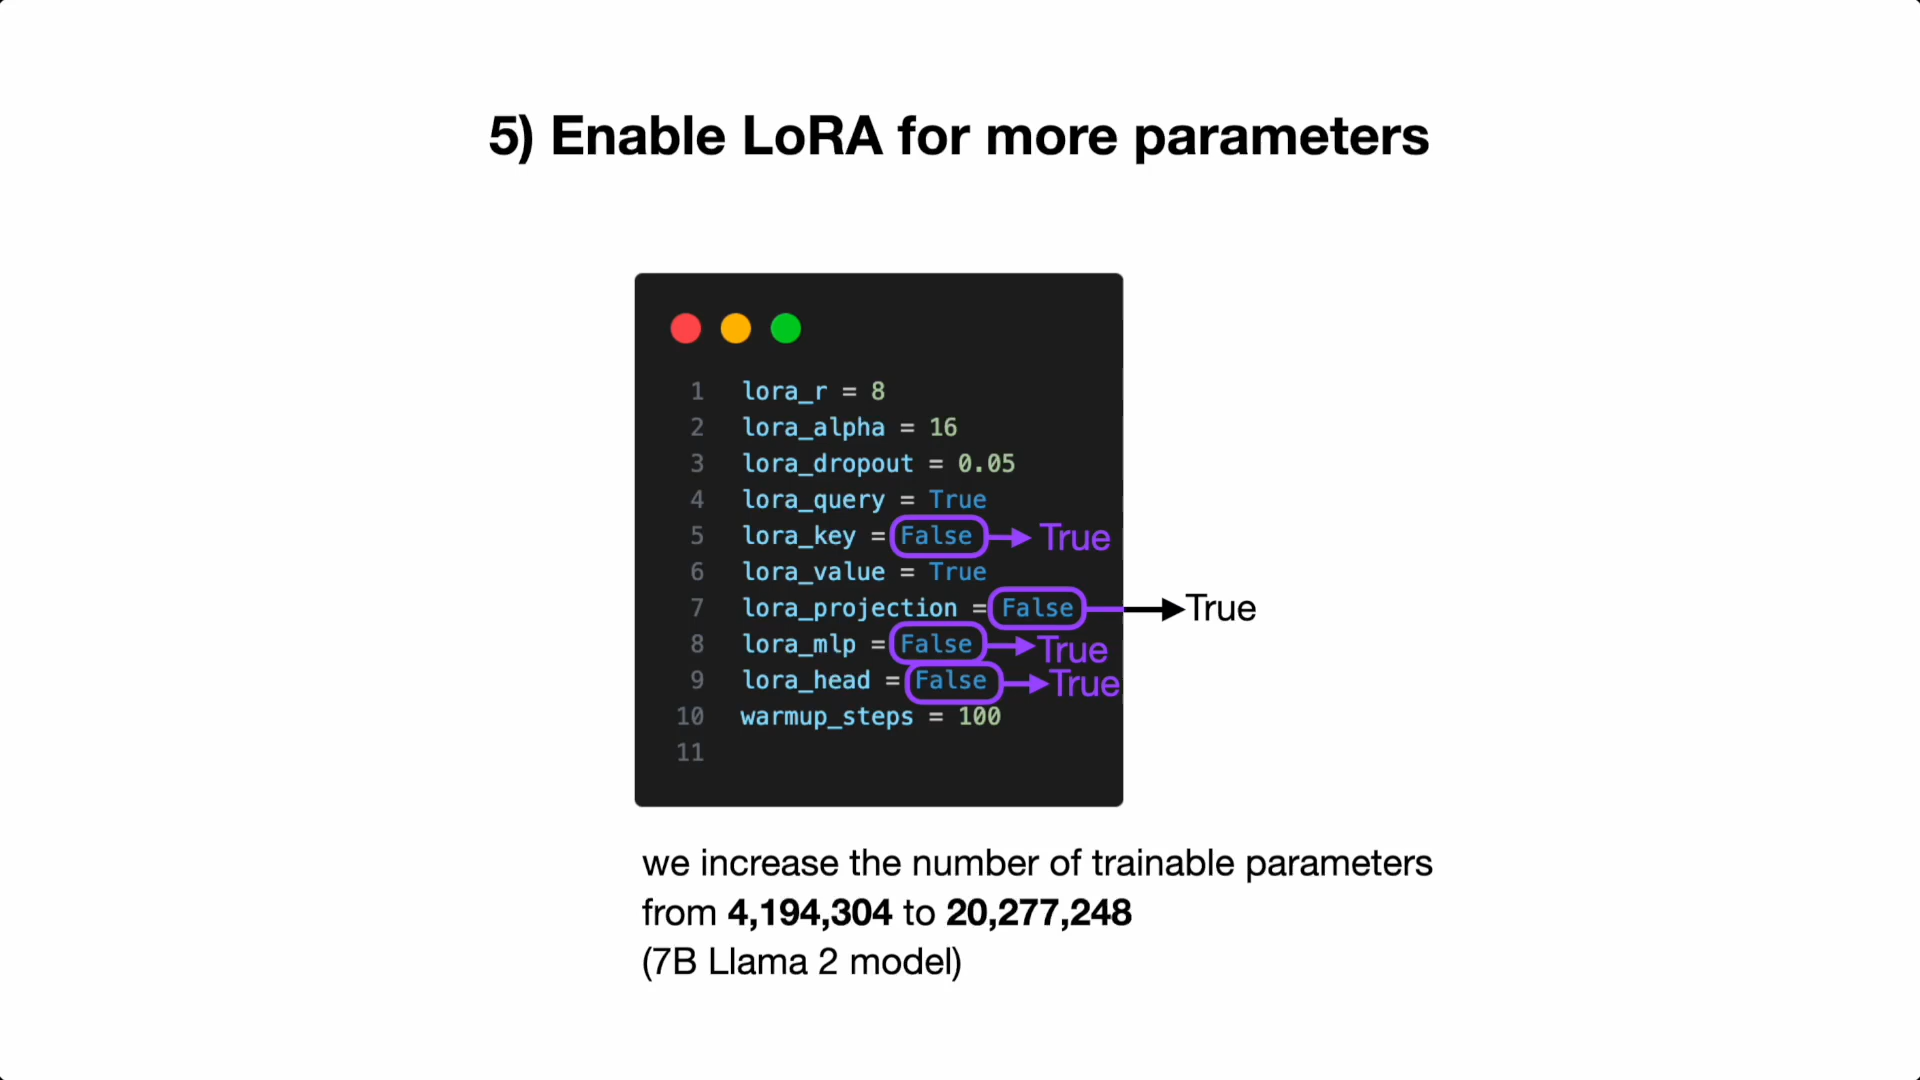 5) Enable LoRA for more parameters
1 lora_r = 8
2 lora_alpha = 16
3 lora_dropout = 0.05
4 lora_query = True
5 lora_key = False True
6 lora_value = True
7 lora_projection = False True
8 lora_mlp = False True
9 lora_head = False True
10 warmup_steps = 100
11
we increase the number of trainable parameters
from 4,194,304 to 20,277,248
(7B Llama 2 model)